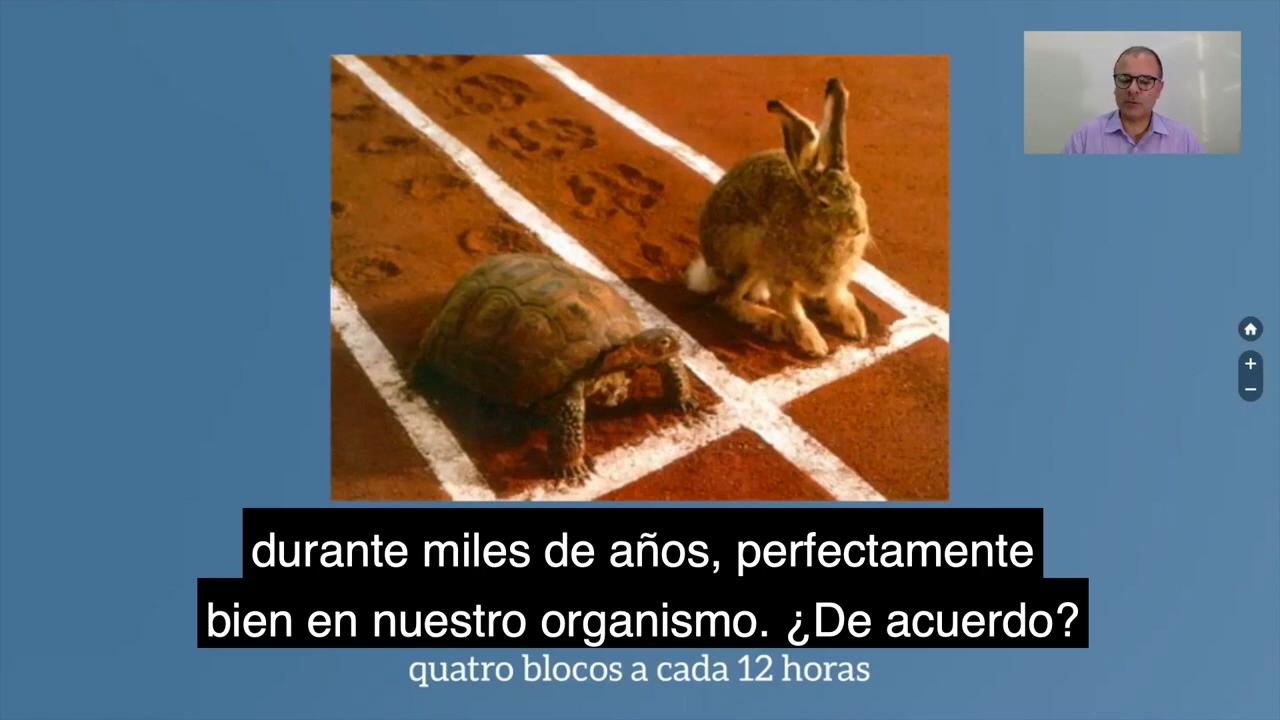 durante miles de años, perfectamente
bien en nuestro organismo. ¿De acuerdo?
quatro blocos a cada 12 horas